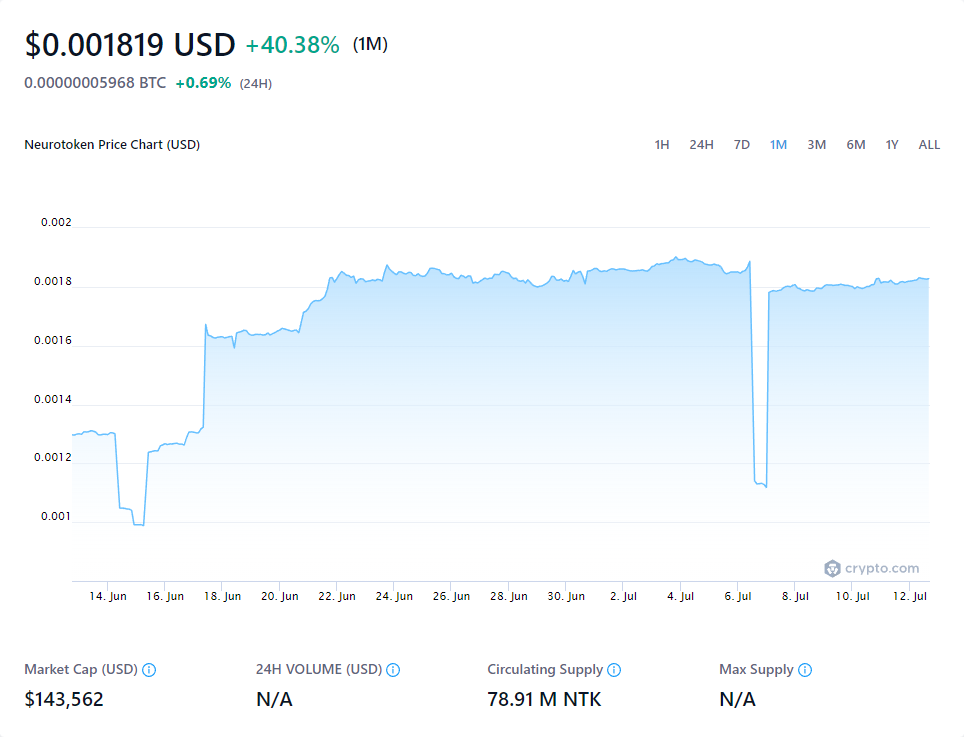 $0.001819 USD +40.38% (1M)
0.00000005968 BTC +0.69% (24H)
Neurotoken Price Chart (USD) 1H 24H 7D 1M 3M 6M 1Y ALL
0.002
0.0018
0.0016
0.0014
0.0012
0.001
crypto.com
14. Jun 16. Jun 18. Jun 20. Jun 22. Jun 24. Jun 26. Jun 28. Jun 30. Jun 2. Jul 4. Jul 6. Jul 8. Jul 10. Jul 12. Jul
Market Cap (USD) 24H VOLUME (USD) Circulating Supply Max Supply
$143,562 N/A 78.91 M NTK N/A